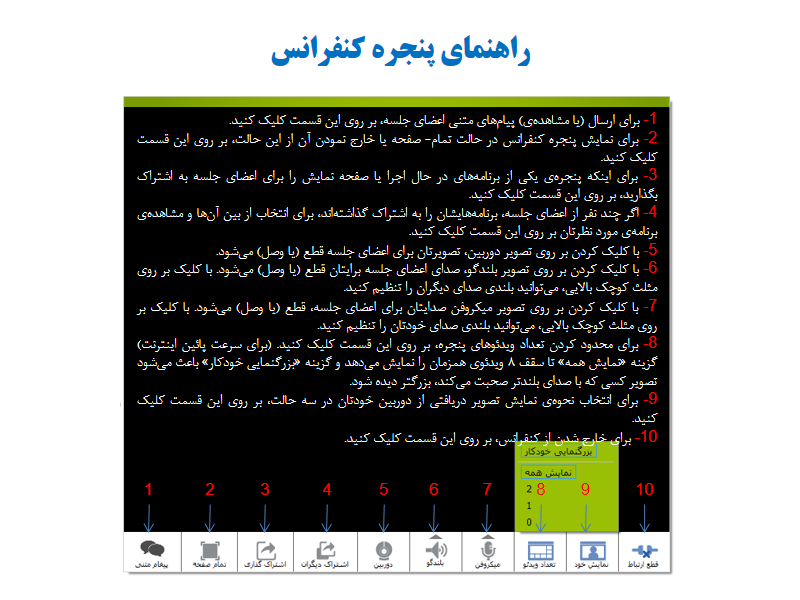 راهنمای پنجره کنفرانس
1- برای ارسال (یا مشاهده‌ی) پیام‌های متنی اعضای جلسه، بر روی این قسمت کلیک کنید.
2- برای نمایش پنجره کنفرانس در حالت تمام- صفحه یا خارج نمودن آن از این حالت، بر روی این قسمت
کلیک کنید.
3- برای اینکه پنجره‌ی یکی از برنامه‌های در حال اجرا یا صفحه نمایش را برای اعضای جلسه به اشتراک
بگذارید، بر روی این قسمت کلیک کنید.
4- اگر چند نفر از اعضای جلسه، برنامه‌هایشان را به اشتراک گذاشته‌اند، برای انتخاب از بین آن‌ها و مشاهده‌ی
برنامه‌ی مورد نظرتان بر روی این قسمت کلیک کنید.
5- با کلیک کردن بر روی تصویر دوربین، تصویرتان برای اعضای جلسه قطع (یا وصل) می‌شود.
6- با کلیک کردن بر روی تصویر بلندگو، صدای اعضای جلسه برایتان قطع (یا وصل) می‌شود. با کلیک بر روی
مثلث کوچک بالایی، می‌توانید بلندی صدای دیگران را تنظیم کنید.
7- با کلیک کردن بر روی تصویر میکروفن صدایتان برای اعضای جلسه، قطع (یا وصل) می‌شود. با کلیک بر
روی مثلث کوچک بالایی، می‌توانید بلندی صدای خودتان را تنظیم کنید.
8- برای محدود کردن تعداد ویدئوهای پنجره، بر روی این قسمت کلیک کنید. (برای سرعت پائین اینترنت)
گزینه «نمایش همه» تا سقف ۸ ویدئوی همزمان را نمایش می‌دهد و گزینه «بزرگنمایی خودکار» باعث می‌شود
تصویر کسی که با صدای بلندتر صحبت می‌کند، بزرگتر دیده شود.
9- برای انتخاب نحوه‌ی نمایش تصویر دریافتی از دوربین خودتان در سه حالت، بر روی این قسمت کلیک
کنید.
10- برای خارج شدن از کنفرانس، بر روی این قسمت کلیک کنید.
بزرگنمایی خودکار
نمایش همه
2
1
0
1 2 3 4 5 6 7 8 9 10
پیغام متنی تمام صفحه اشتراک گذاری اشتراک دیگران دوربین بلندگو میکروفن تعداد ویدئو نمایش خود قطع ارتباط